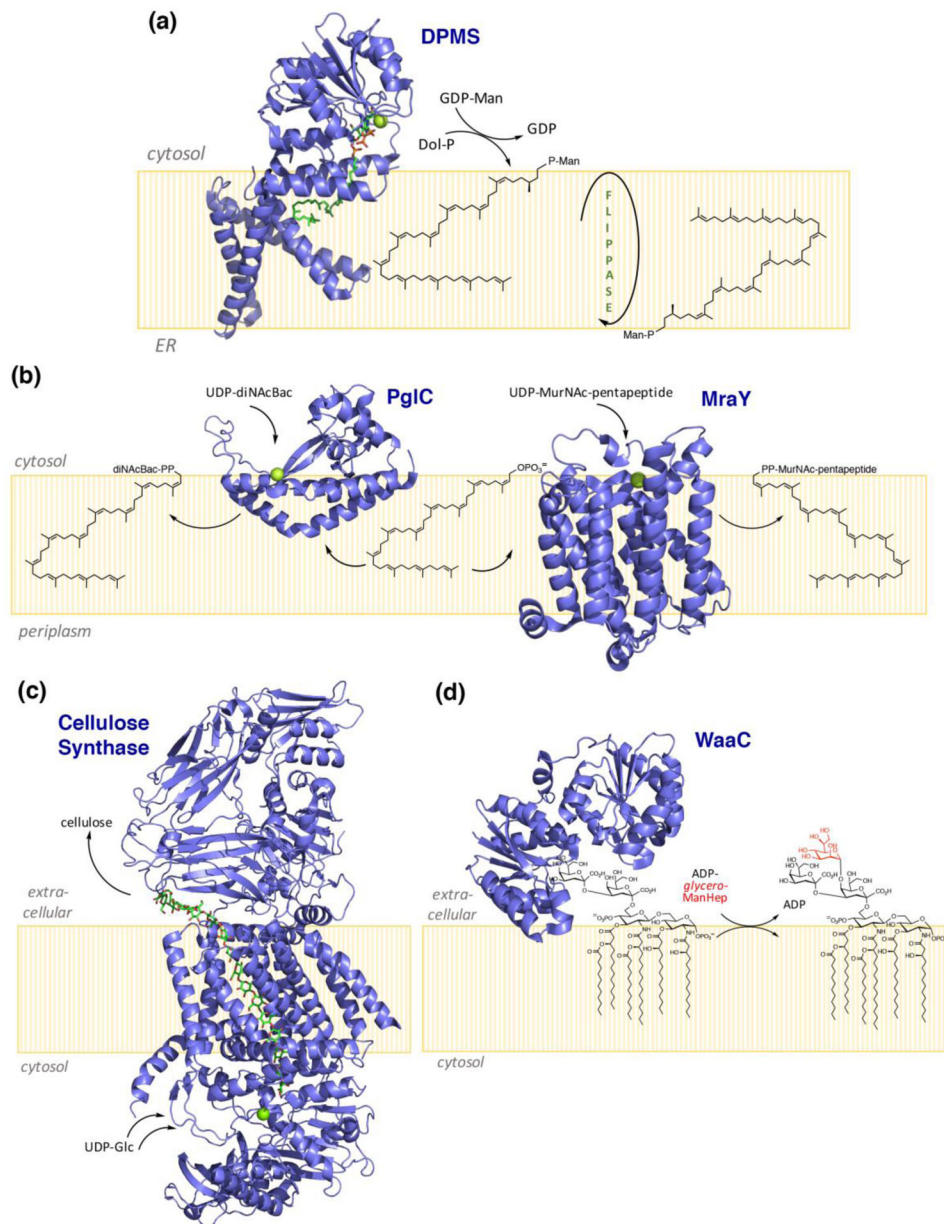 (a)
DPMS
GDP-Man
GDP
Dol-P
cytosol
P-Man
FLIPPASE
Man-P
ER
(b)
UDP-diNAcBac
PglC
UDP-MurNAc-pentapeptide
MraY
cytosol
diNAcBac-PP
OPO₃⁼
PP-MurNAc-pentapeptide
periplasm
(c)
Cellulose
Synthase
cellulose
extra-
cellular
cytosol
UDP-Glc
(d)
WaaC
extra-
cellular
ADP-
glycero-
ManHep
ADP
cytosol